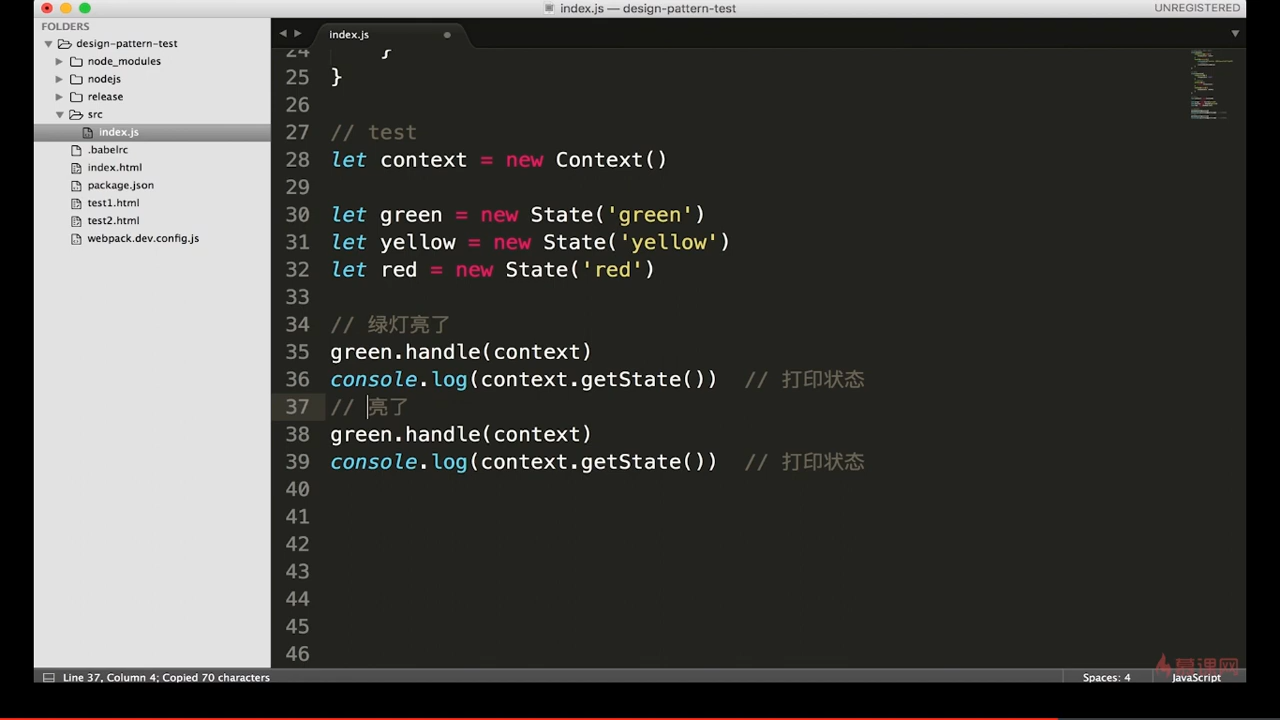 index.js — design-pattern-test
UNREGISTERED
FOLDERS
design-pattern-test
node_modules
nodejs
release
src
index.js
.babelrc
index.html
package.json
test1.html
test2.html
webpack.dev.config.js
index.js
24 }
25 }
26
27 // test
28 let context = new Context()
29
30 let green = new State('green')
31 let yellow = new State('yellow')
32 let red = new State('red')
33
34 // 绿灯亮了
35 green.handle(context)
36 console.log(context.getState()) // 打印状态
37 // 亮了
38 green.handle(context)
39 console.log(context.getState()) // 打印状态
40
41
42
43
44
45
46
慕课网
Line 37, Column 4; Copied 70 characters
Spaces: 4
JavaScript